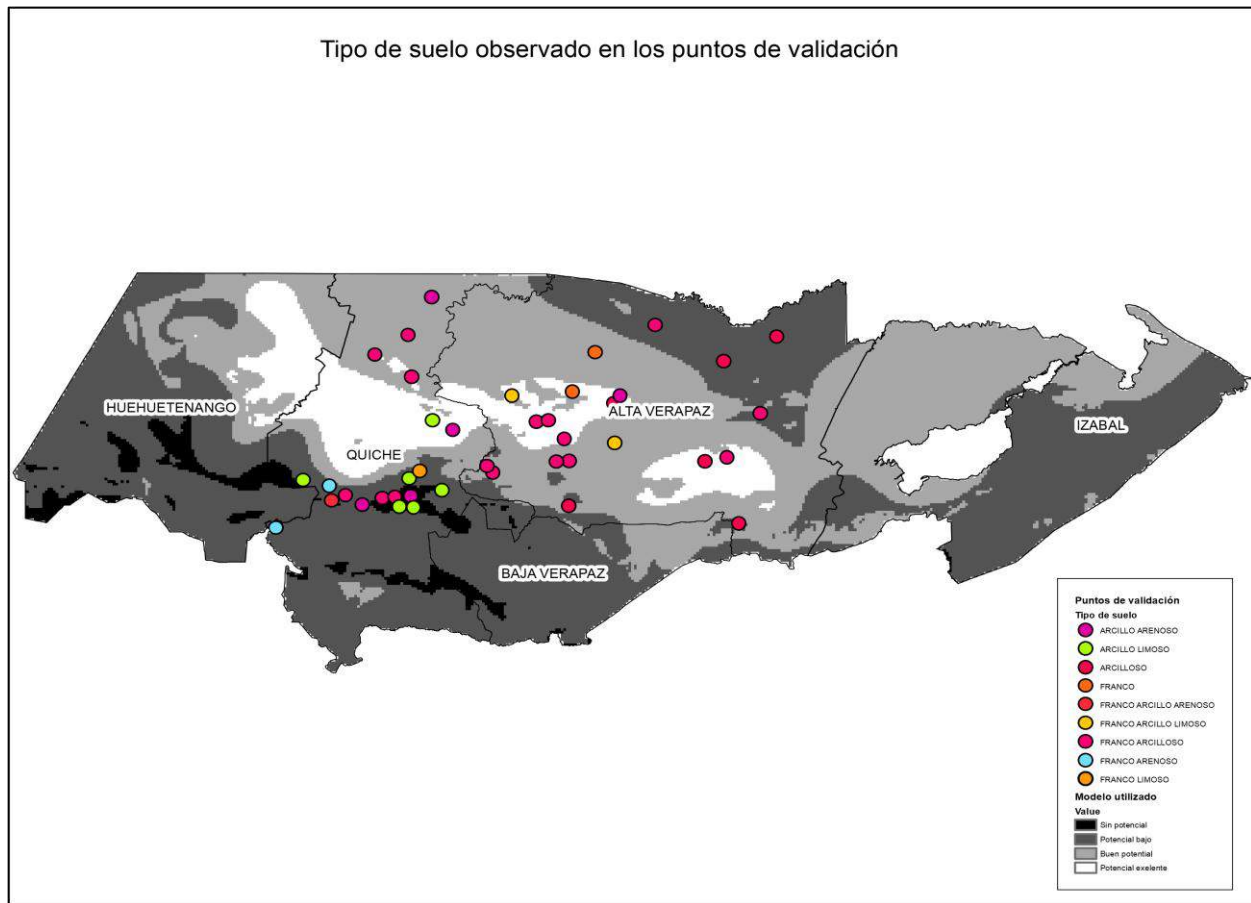 Tipo de suelo observado en los puntos de validación
HUEHUETENANGO
QUICHE
ALTA VERAPAZ
IZABAL
BAJA VERAPAZ
Puntos de validación
Tipo de suelo
ARCILLO ARENOSO
ARCILLO LIMOSO
ARCILLOSO
FRANCO
FRANCO ARCILLO ARENOSO
FRANCO ARCILLO LIMOSO
FRANCO ARCILLOSO
FRANCO ARENOSO
FRANCO LIMOSO
Modelo utilizado
Value
Sin potencial
Potencial bajo
Buen potential
Potencial exelente